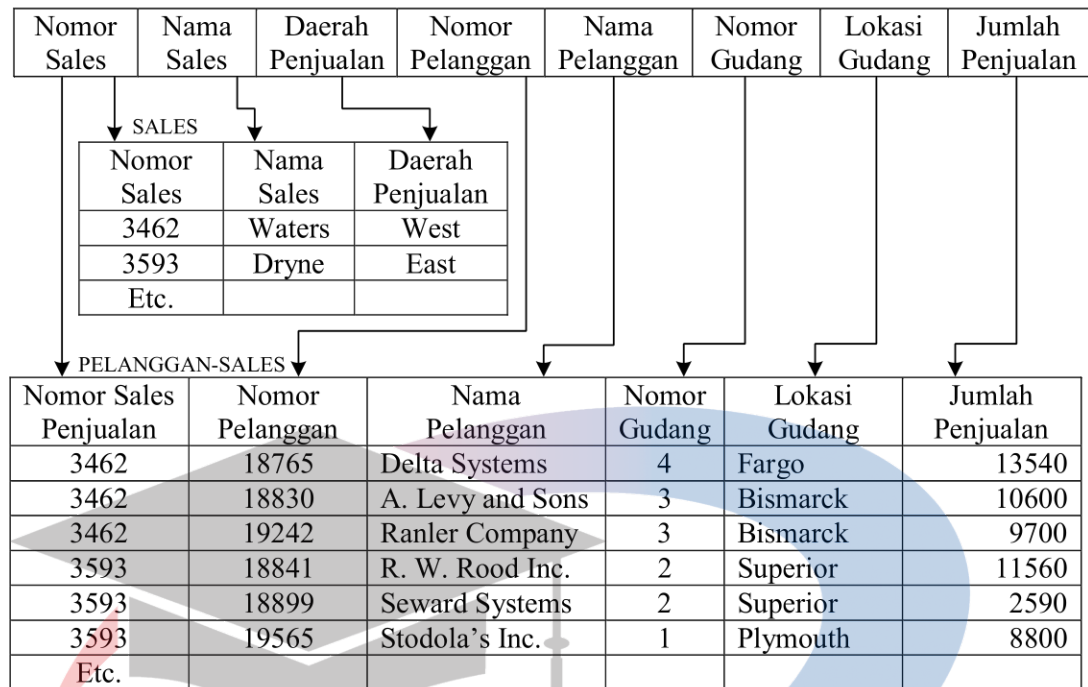 Nomor Nama Daerah Nomor Nama Nomor Lokasi Jumlah
Sales Sales Penjualan Pelanggan Pelanggan Gudang Gudang Penjualan
SALES
Nomor Nama Daerah
Sales Sales Penjualan
3462 Waters West
3593 Dryne East
Etc.
PELANGGAN-SALES
Nomor Sales Nomor Nama Nomor Lokasi Jumlah
Penjualan Pelanggan Pelanggan Gudang Gudang Penjualan
3462 18765 Delta Systems 4 Fargo 13540
3462 18830 A. Levy and Sons 3 Bismarck 10600
3462 19242 Ranler Company 3 Bismarck 9700
3593 18841 R. W. Rood Inc. 2 Superior 11560
3593 18899 Seward Systems 2 Superior 2590
3593 19565 Stodola’s Inc. 1 Plymouth 8800
Etc.